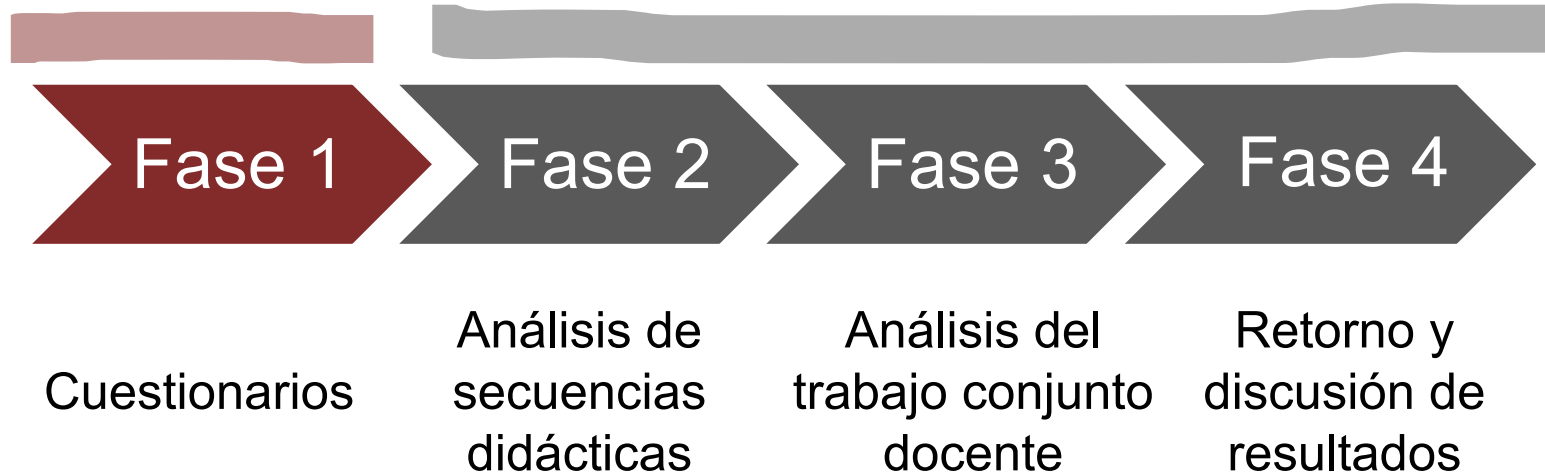 Fase 1
Fase 2
Fase 3
Fase 4
Cuestionarios
Análisis de
secuencias
didácticas
Análisis del
trabajo conjunto
docente
Retorno y
discusión de
resultados